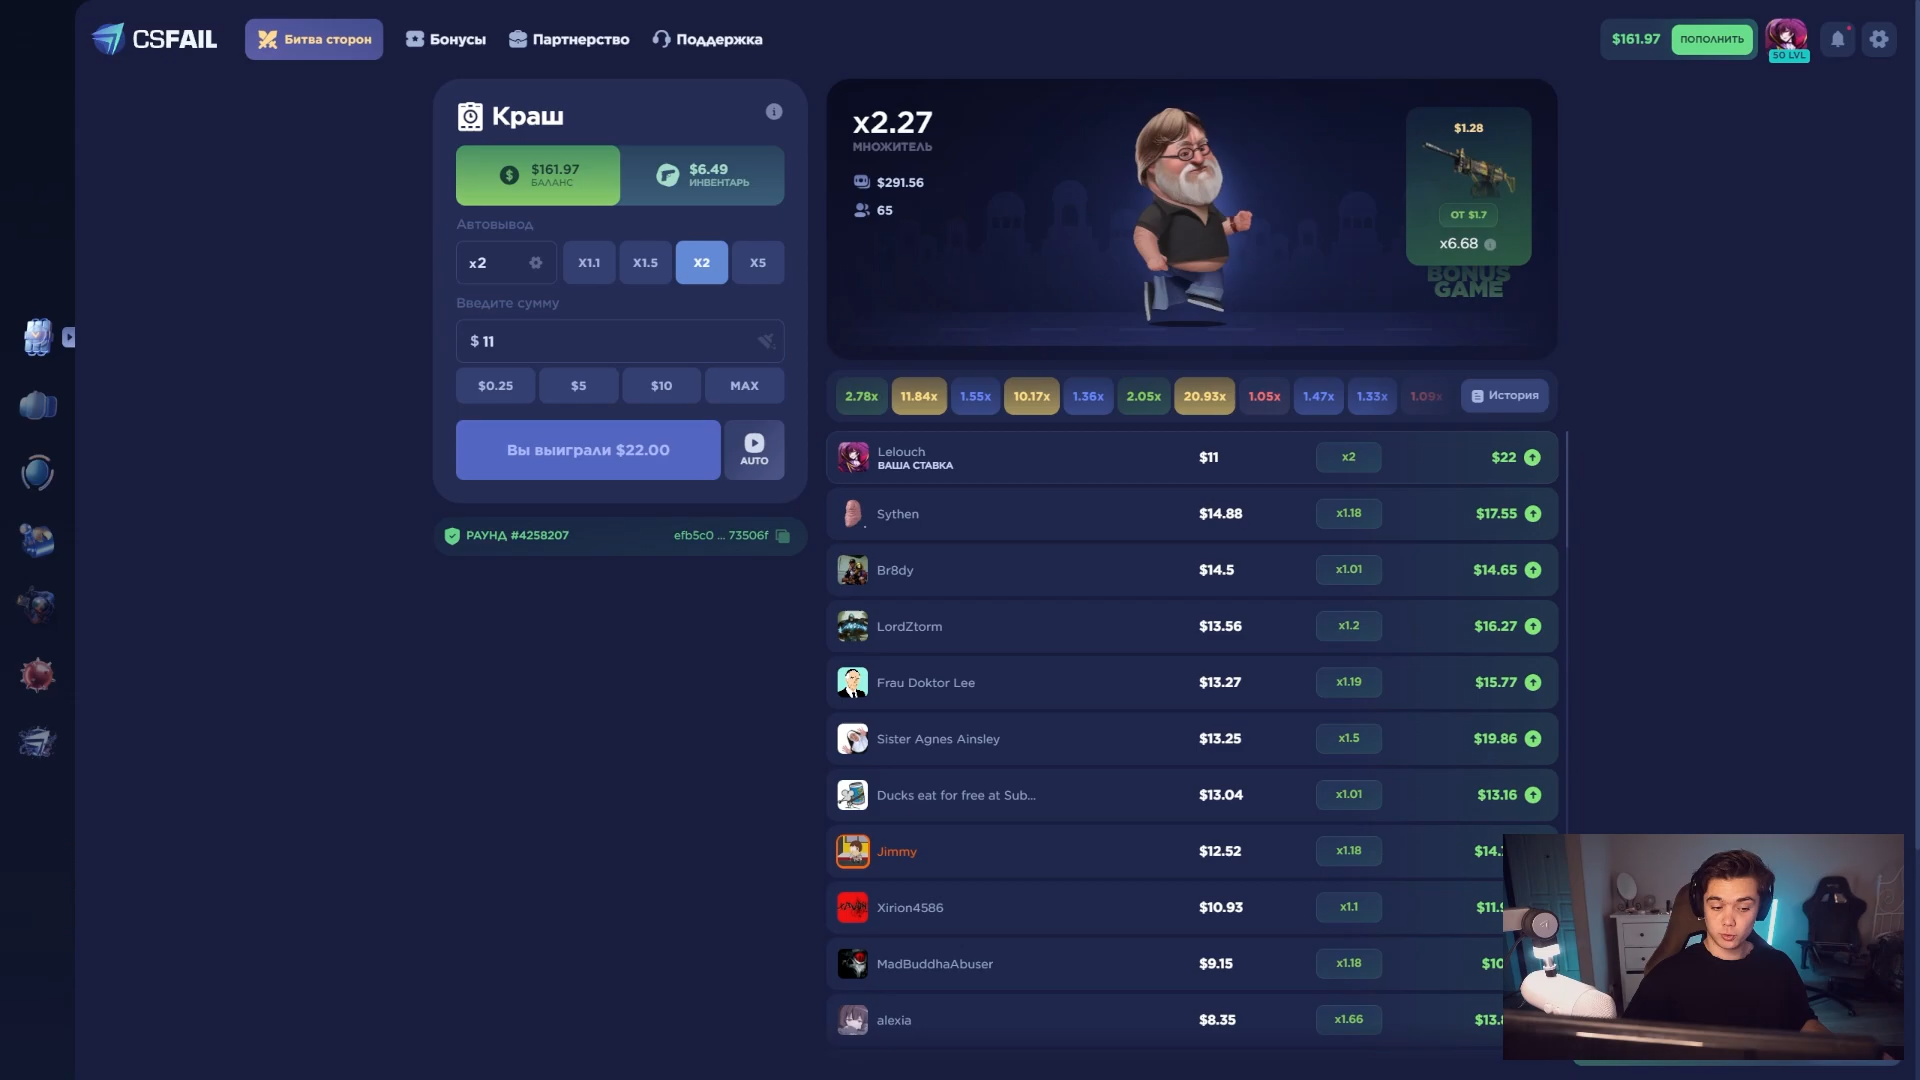 CSFAIL
Битва сторон
Бонусы
Партнерство
Поддержка
$161.97
ПОПОЛНИТЬ
50 LVL
Краш
$161.97
БАЛАНС
$6.49
ИНВЕНТАРЬ
Автовывод
x2
X1.1
X1.5
X2
X5
Введите сумму
$ 11
$0.25
$5
$10
MAX
Вы выиграли $22.00
AUTO
РАУНД #4258207
efb5c0 ... 73506f
x2.27
МНОЖИТЕЛЬ
$291.56
65
$1.28
ОТ $1.7
x6.68
BONUS
GAME
2.78x
11.84x
1.55x
10.17x
1.36x
2.05x
20.93x
1.05x
1.47x
1.33x
1.09x
История
Lelouch
ВАША СТАВКА
$11
x2
$22
Sythen
$14.88
x1.18
$17.55
Br8dy
$14.5
x1.01
$14.65
LordZtorm
$13.56
x1.2
$16.27
Frau Doktor Lee
$13.27
x1.19
$15.77
Sister Agnes Ainsley
$13.25
x1.5
$19.86
Ducks eat for free at Sub...
$13.04
x1.01
$13.16
Jimmy
$12.52
x1.18
$14.
Xirion4586
$10.93
x1.1
$11.
MadBuddhaAbuser
$9.15
x1.18
$10
alexia
$8.35
x1.66
$13.